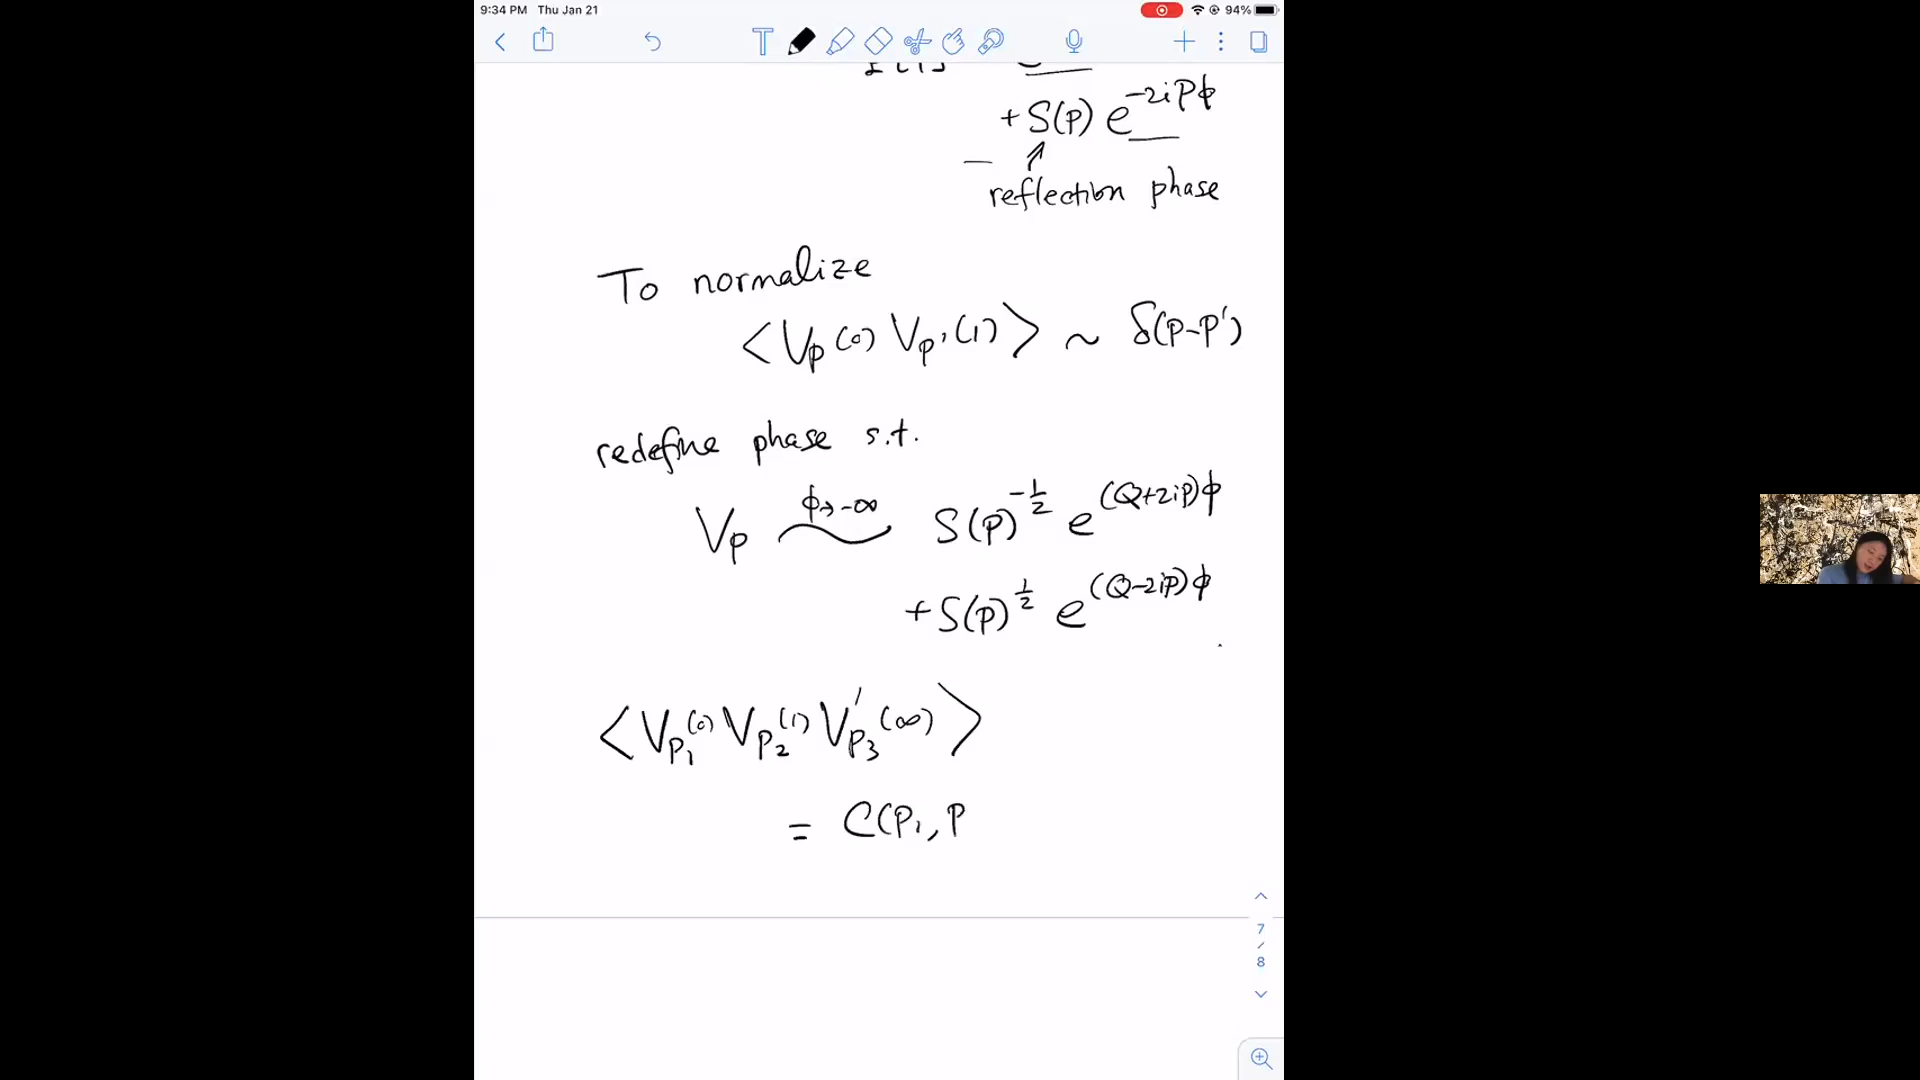 9:34 PM Thu Jan 21
94%
+ S(P) e^{-2iPϕ}
reflection phase
To normalize
<V_P(0) V_{P'}(1)> ~ δ(P-P')
redefine phase s.t.
V_P ϕ→-∞ S(P)^{-1/2} e^{(Q+2iP)ϕ}
+ S(P)^{1/2} e^{(Q-2iP)ϕ}
<V_{P_1}(0) V_{P_2}(1) V'_{P_3}(∞)>
= C(P_1, P
7
/
8